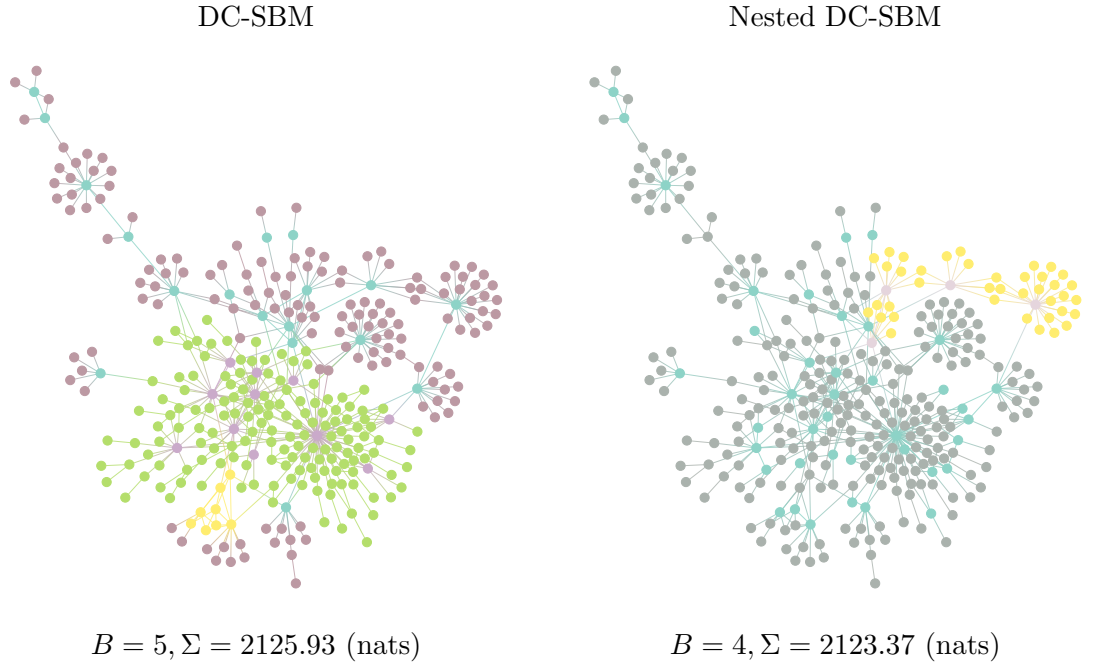 DC-SBM
Nested DC-SBM
B = 5, Σ = 2125.93 (nats)
B = 4, Σ = 2123.37 (nats)